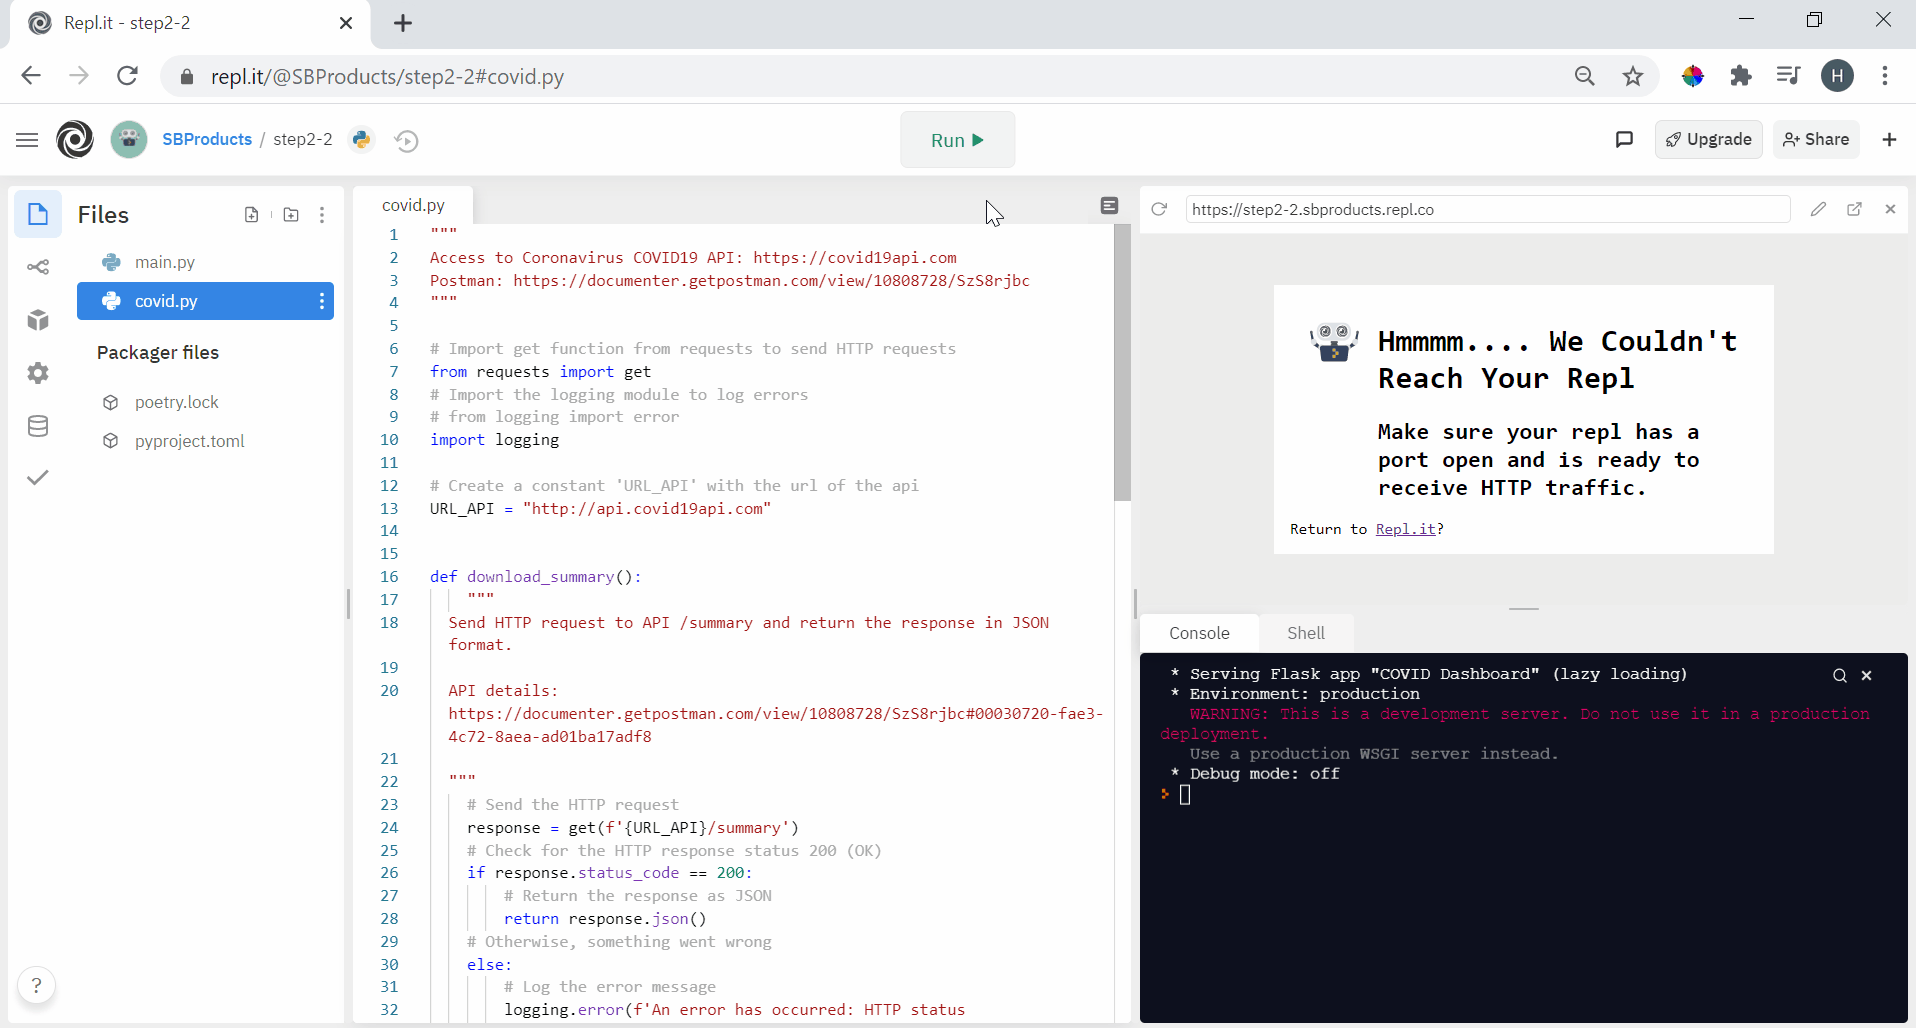 Repl.it - step2-2
repl.it/@SBProducts/step2-2#covid.py
H
SBProducts / step2-2
Run
Upgrade
Share
Files
main.py
covid.py
Packager files
poetry.lock
pyproject.toml
?
covid.py
1 """
2 Access to Coronavirus COVID19 API: https://covid19api.com
3 Postman: https://documenter.getpostman.com/view/10808728/SzS8rjbc
4 """
5
6 # Import get function from requests to send HTTP requests
7 from requests import get
8 # Import the logging module to log errors
9 # from logging import error
10 import logging
11
12 # Create a constant 'URL_API' with the url of the api
13 URL_API = "http://api.covid19api.com"
14
15
16 def download_summary():
17 """
18 Send HTTP request to API /summary and return the response in JSON
format.
19
20 API details:
https://documenter.getpostman.com/view/10808728/SzS8rjbc#00030720-fae3-
4c72-8aea-ad01ba17adf8
21
22 """
23 # Send the HTTP request
24 response = get(f'{URL_API}/summary')
25 # Check for the HTTP response status 200 (OK)
26 if response.status_code == 200:
27 # Return the response as JSON
28 return response.json()
29 # Otherwise, something went wrong
30 else:
31 # Log the error message
32 logging.error(f'An error has occurred: HTTP status
https://step2-2.sbproducts.repl.co
Hmmmm.... We Couldn't
Reach Your Repl
Make sure your repl has a
port open and is ready to
receive HTTP traffic.
Return to Repl.it?
Console
Shell
* Serving Flask app "COVID Dashboard" (lazy loading)
* Environment: production
WARNING: This is a development server. Do not use it in a production
deployment.
Use a production WSGI server instead.
* Debug mode: off